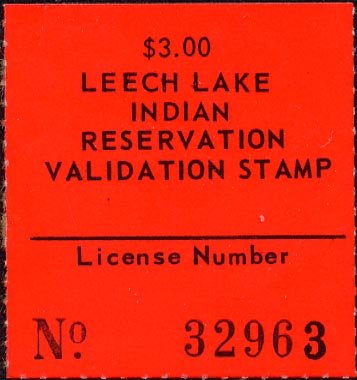 $3.00
LEECH LAKE
INDIAN
RESERVATION
VALIDATION STAMP
License Number
No. 32963